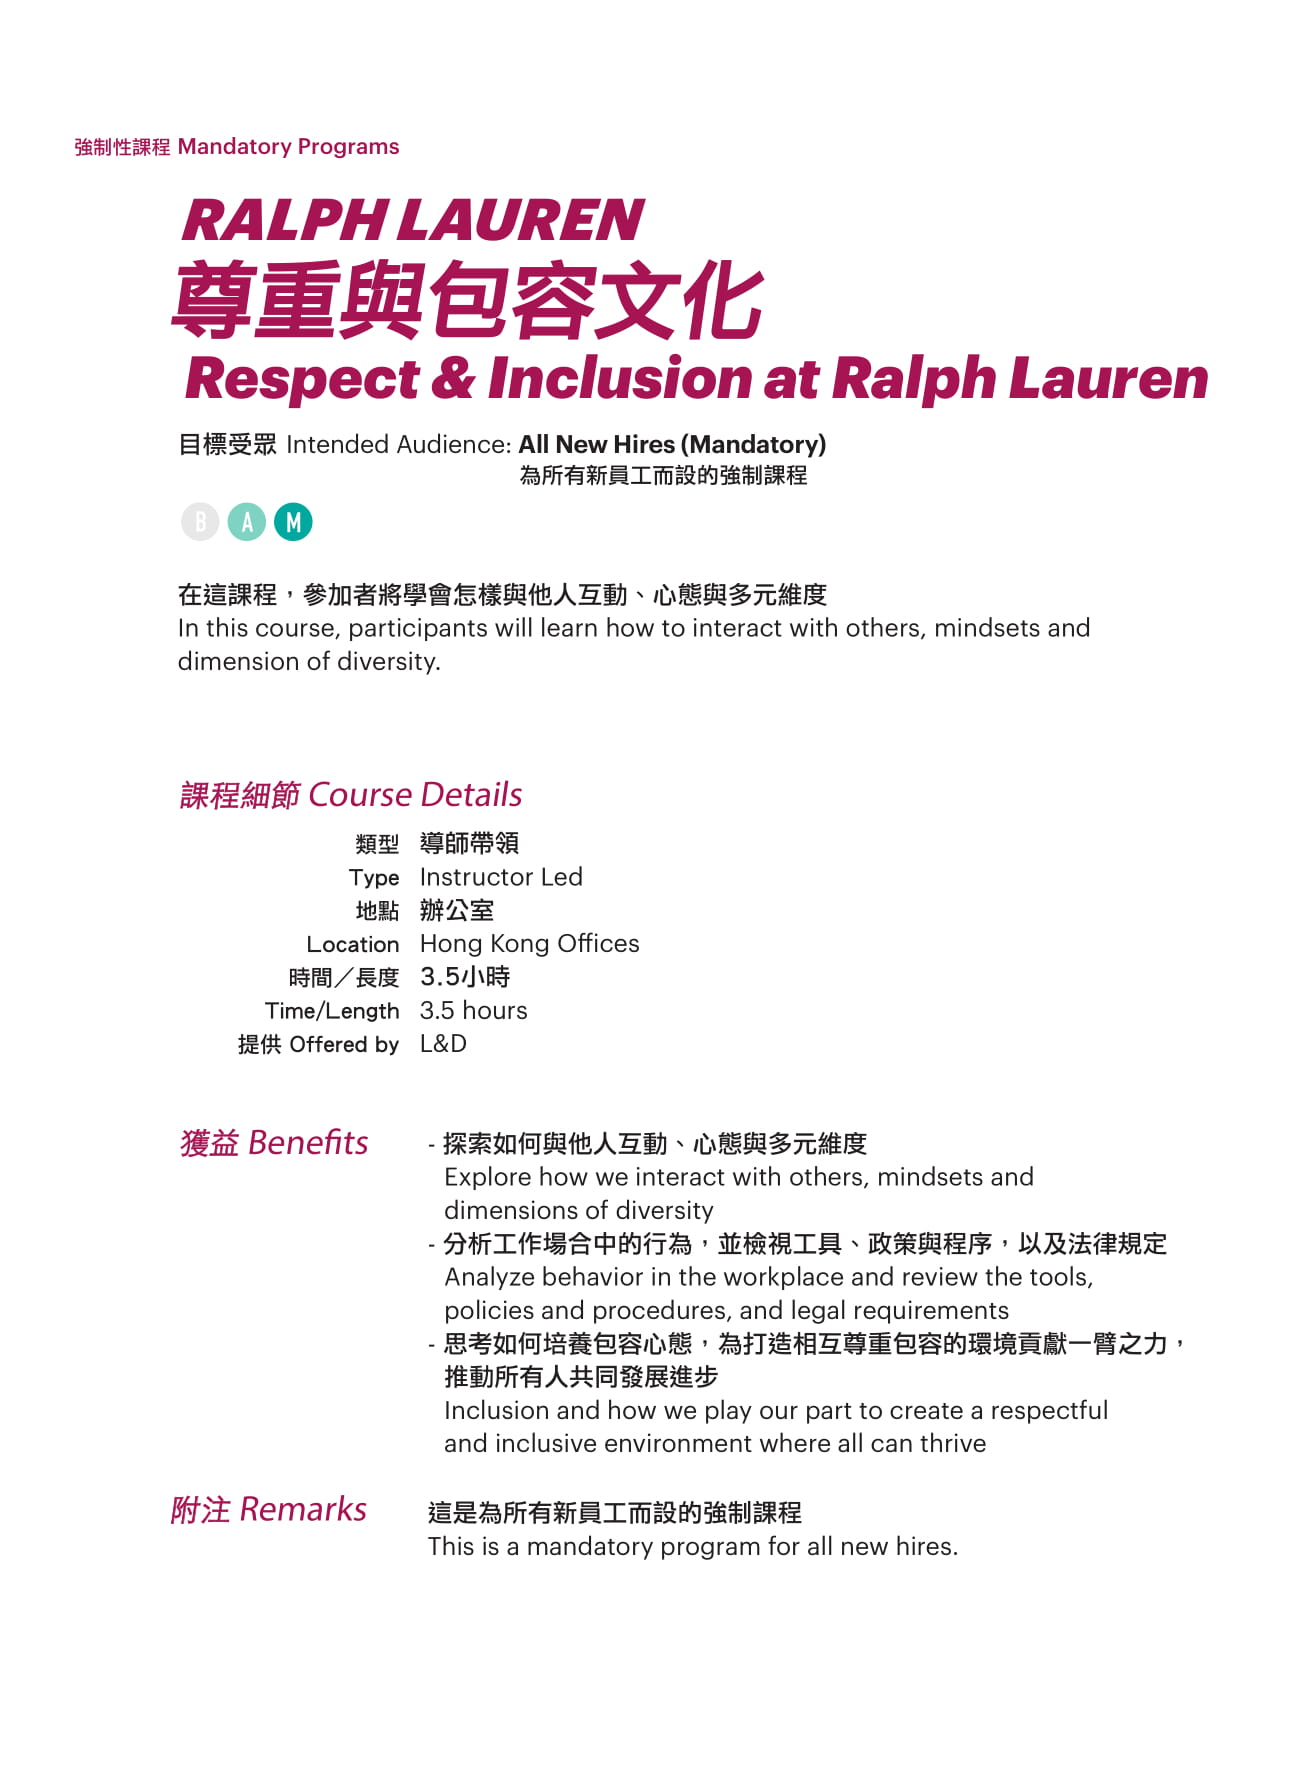 強制性課程 Mandatory Programs
RALPH LAUREN
尊重與包容文化
Respect & Inclusion at Ralph Lauren
目標受眾 Intended Audience: All New Hires (Mandatory)
為所有新員工而設的強制課程
B A M
在這課程，參加者將學會怎樣與他人互動、心態與多元維度
In this course, participants will learn how to interact with others, mindsets and
dimension of diversity.
課程細節 Course Details
類型 導師帶領
Type Instructor Led
地點 辦公室
Location Hong Kong Offices
時間／長度 3.5小時
Time/Length 3.5 hours
提供 Offered by L&D
獲益 Benefits - 探索如何與他人互動、心態與多元維度
Explore how we interact with others, mindsets and
dimensions of diversity
- 分析工作場合中的行為，並檢視工具、政策與程序，以及法律規定
Analyze behavior in the workplace and review the tools,
policies and procedures, and legal requirements
- 思考如何培養包容心態，為打造相互尊重包容的環境貢獻一臂之力，
推動所有人共同發展進步
Inclusion and how we play our part to create a respectful
and inclusive environment where all can thrive
附注 Remarks 這是為所有新員工而設的強制課程
This is a mandatory program for all new hires.